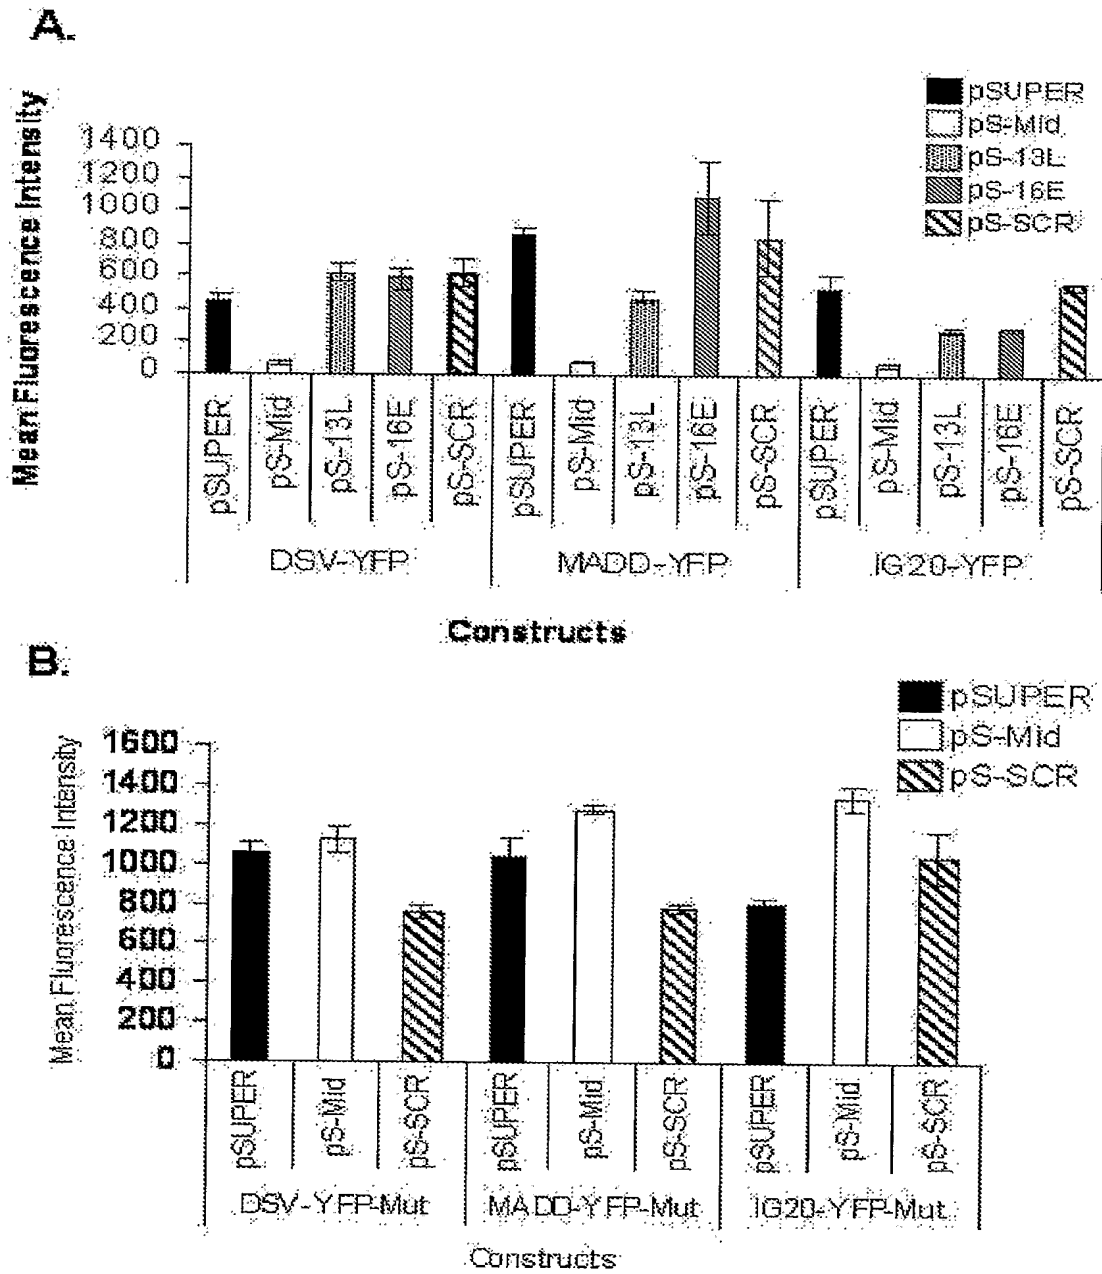 A.
Mean Fluorescence Intensity
1400
1200
1000
800
600
400
200
0
pSUPER
pS-Mid
pS-13L
pS-16E
pS-SCR
pSUPER
pS-Mid
pS-13L
pS-16E
pS-SCR
pSUPER
pS-Mid
pS-13L
pS-16E
pS-SCR
pSUPER
pS-Mid
pS-13L
pS-16E
pS-SCR
DSV-YFP
MADD-YFP
IG20-YFP
Constructs
B.
Mean Fluorescence Intensity
1600
1400
1200
1000
800
600
400
200
0
pSUPER
pS-Mid
pS-SCR
pSUPER
pS-Mid
pS-SCR
pSUPER
pS-Mid
pS-SCR
pSUPER
pS-Mid
pS-SCR
DSV-YFP-Mut
MADD-YFP-Mut
IG20-YFP-Mut
Constructs